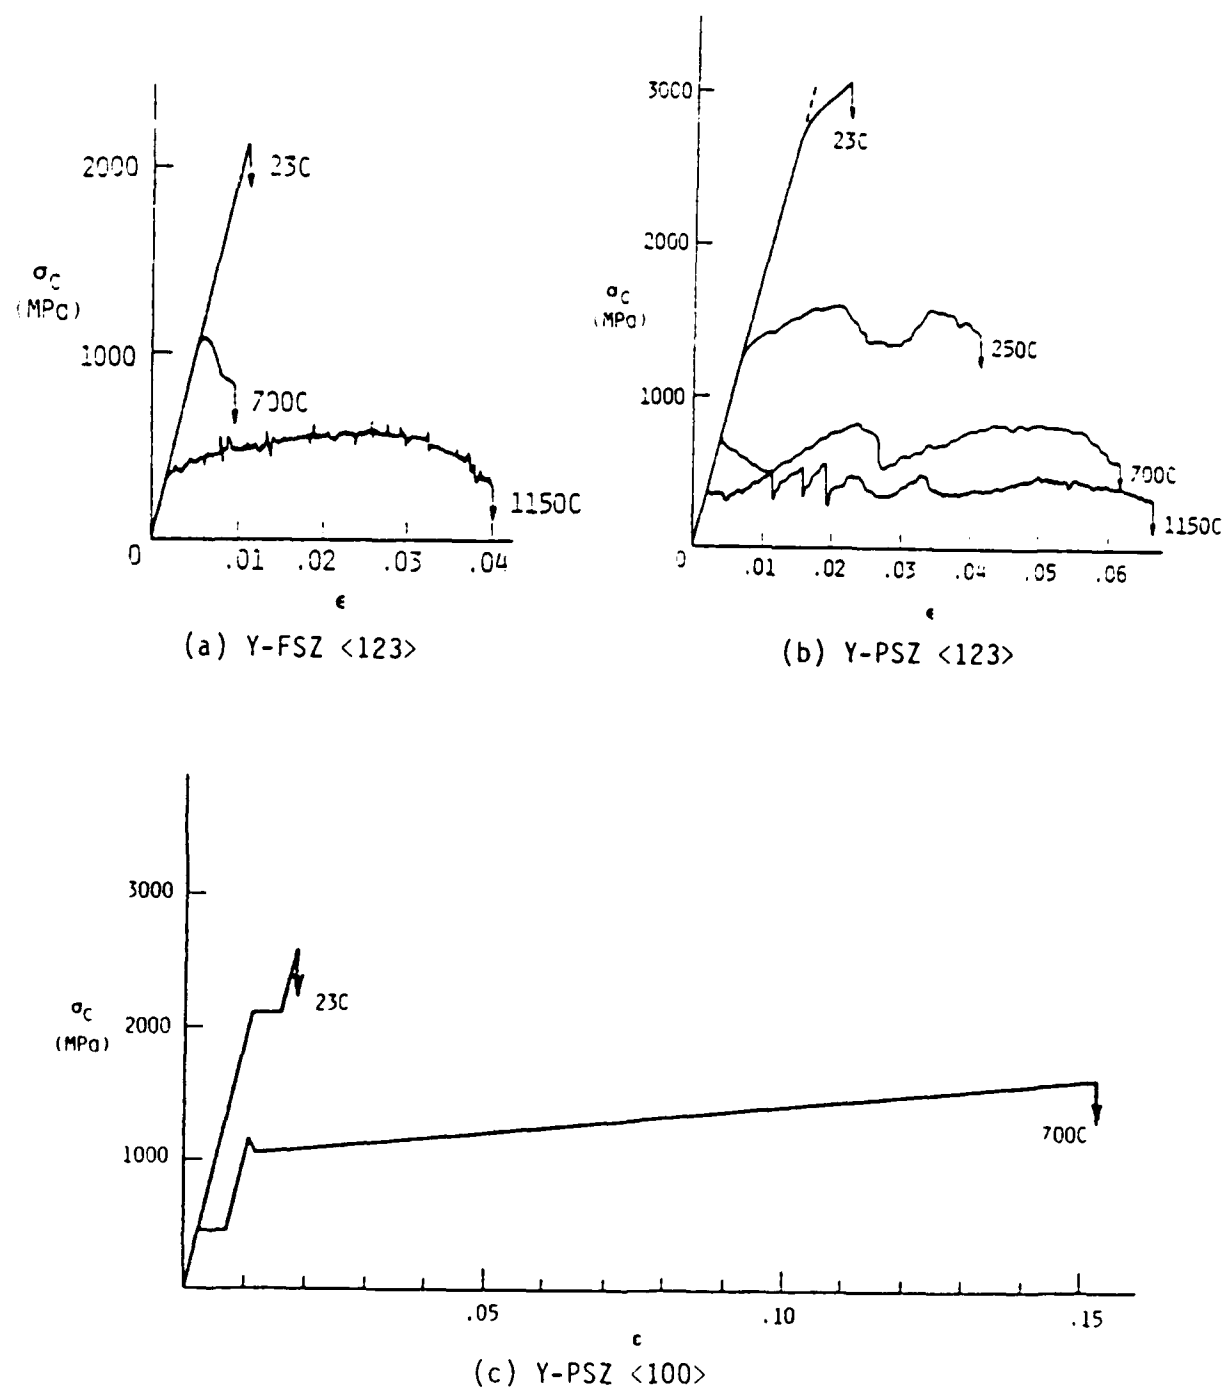 2000
23C
σC
(MPa)
1000
700C
1150C
0 .01 .02 .03 .04
ϵ
(a) Y-FSZ <123>
3000
23C
2000
σC
(MPa)
250C
1000
700C
1150C
0 .01 .02 .03 .04 .05 .06
ϵ
(b) Y-PSZ <123>
3000
23C
σC
2000
(MPa)
1000
700C
.05 .10 .15
ϵ
(c) Y-PSZ <100>